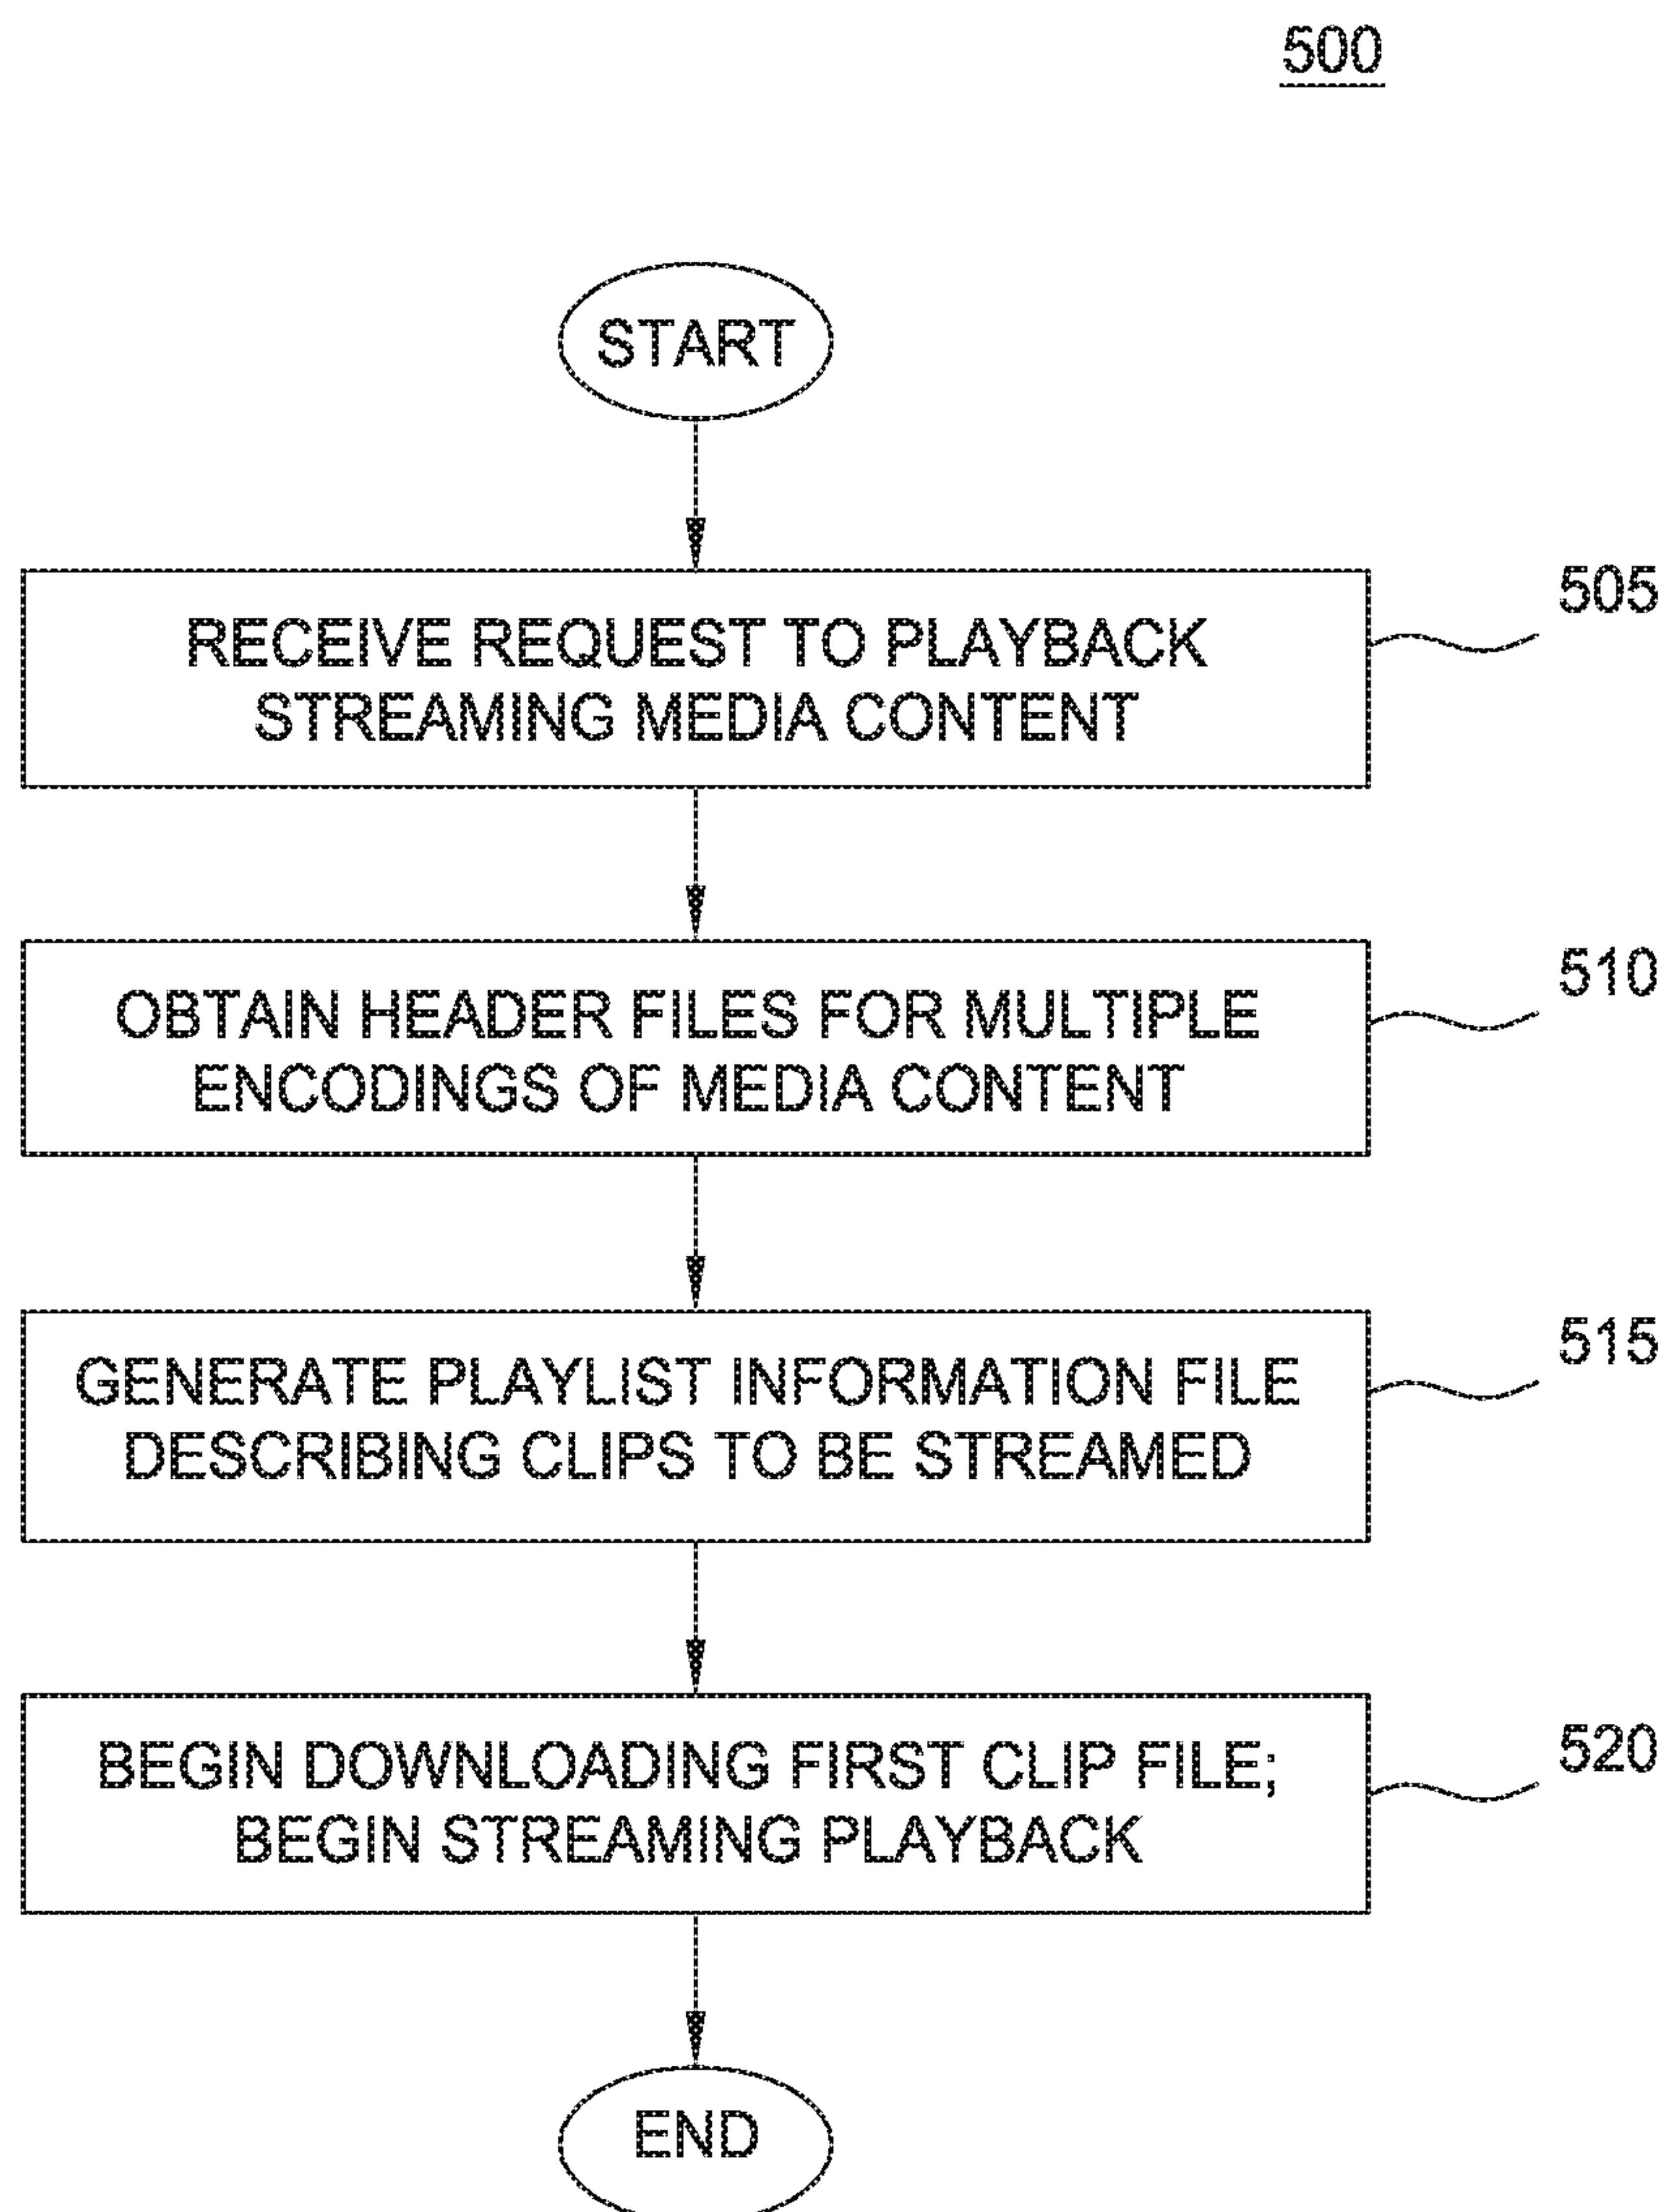 500
START
RECEIVE REQUEST TO PLAYBACK
STREAMING MEDIA CONTENT
505
OBTAIN HEADER FILES FOR MULTIPLE
ENCODINGS OF MEDIA CONTENT
510
GENERATE PLAYLIST INFORMATION FILE
DESCRIBING CLIPS TO BE STREAMED
515
BEGIN DOWNLOADING FIRST CLIP FILE;
BEGIN STREAMING PLAYBACK
520
END